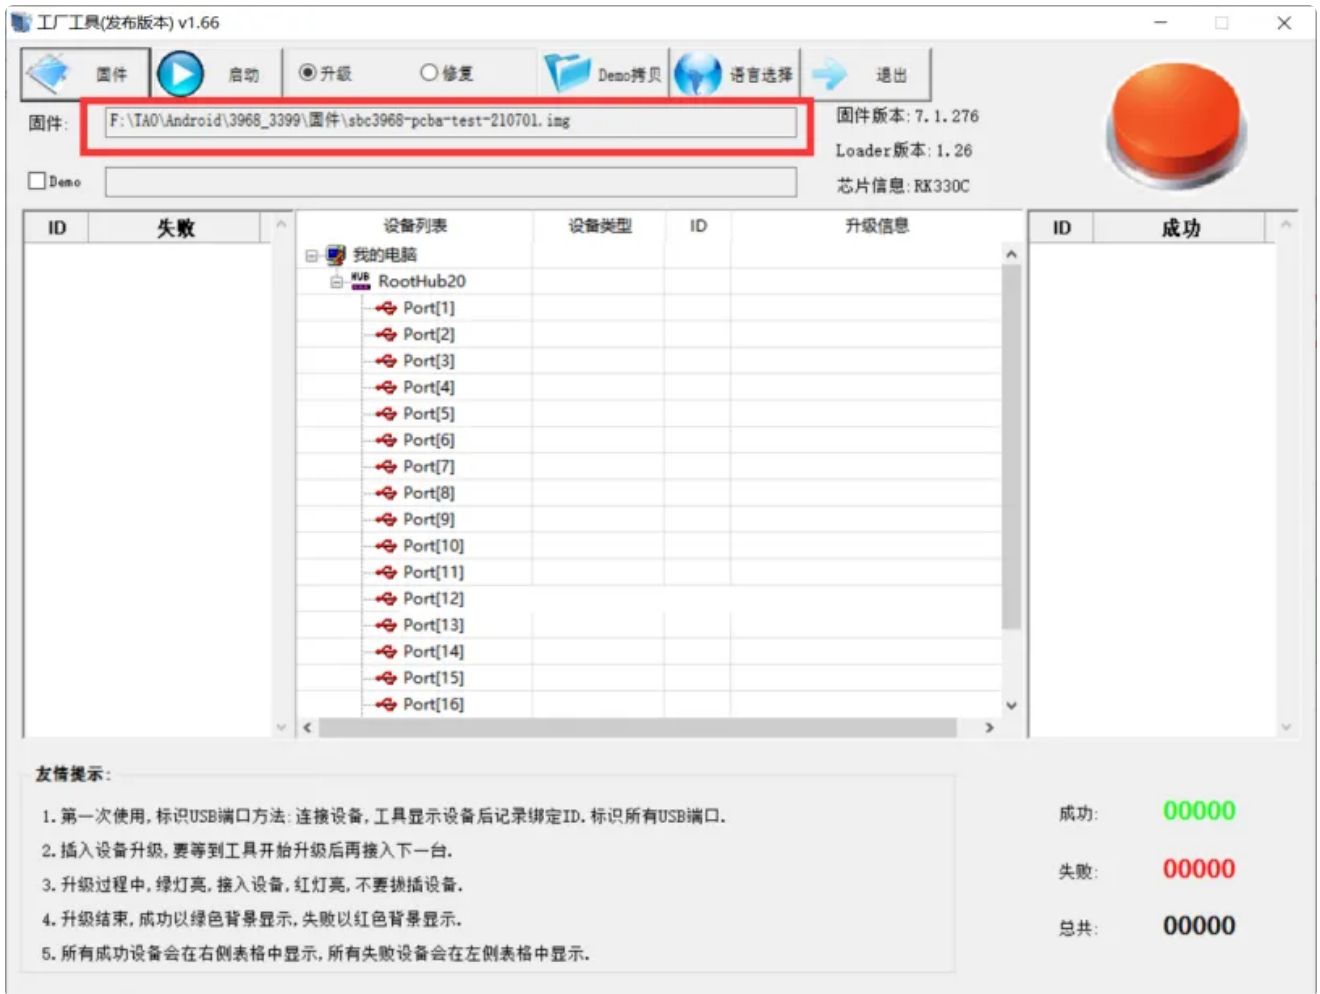 工厂工具(发布版本) v1.66
固件 启动 升级 修复 Demo拷贝 语言选择 退出
固件: F:\TAO\Android\3968_3399\固件\sbc3968-pcba-test-210701.img 固件版本:7.1.276
Loader版本:1.26
Demo 芯片信息:RK330C
ID 失败 设备列表 设备类型 ID 升级信息 ID 成功
我的电脑
HUB RootHub20
Port[1]
Port[2]
Port[3]
Port[4]
Port[5]
Port[6]
Port[7]
Port[8]
Port[9]
Port[10]
Port[11]
Port[12]
Port[13]
Port[14]
Port[15]
Port[16]
友情提示:
1.第一次使用,标识USB端口方法:连接设备,工具显示设备后记录绑定ID.标识所有USB端口.
2.插入设备升级,要等到工具开始升级后再接入下一台.
3.升级过程中,绿灯亮,接入设备,红灯亮,不要拔插设备.
4.升级结束,成功以绿色背景显示,失败以红色背景显示.
5.所有成功设备会在右侧表格中显示,所有失败设备会在左侧表格中显示.
成功: 00000
失败: 00000
总共: 00000